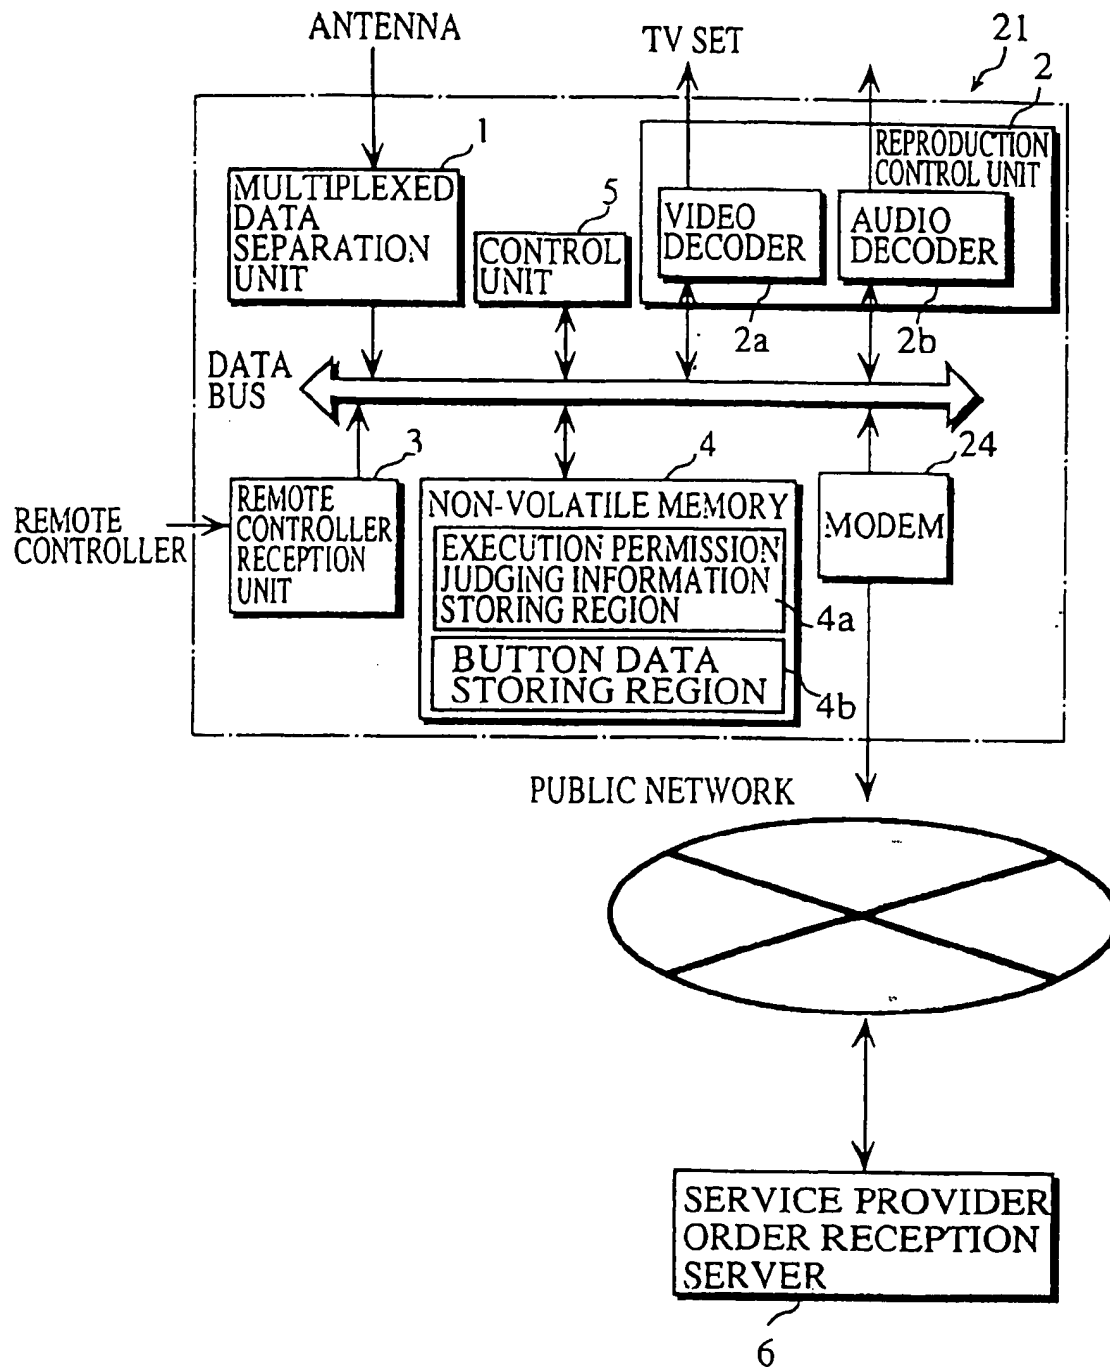 ANTENNA
TV SET
21
2
1
REPRODUCTION
CONTROL UNIT
MULTIPLEXED
DATA
SEPARATION
UNIT
5
CONTROL
UNIT
VIDEO
DECODER
AUDIO
DECODER
2a
2b
DATA
BUS
3
4
24
REMOTE
CONTROLLER
REMOTE
CONTROLLER
RECEPTION
UNIT
NON-VOLATILE MEMORY
EXECUTION PERMISSION
JUDGING INFORMATION
STORING REGION
4a
BUTTON DATA
STORING REGION
4b
MODEM
PUBLIC NETWORK
SERVICE PROVIDER
ORDER RECEPTION
SERVER
6